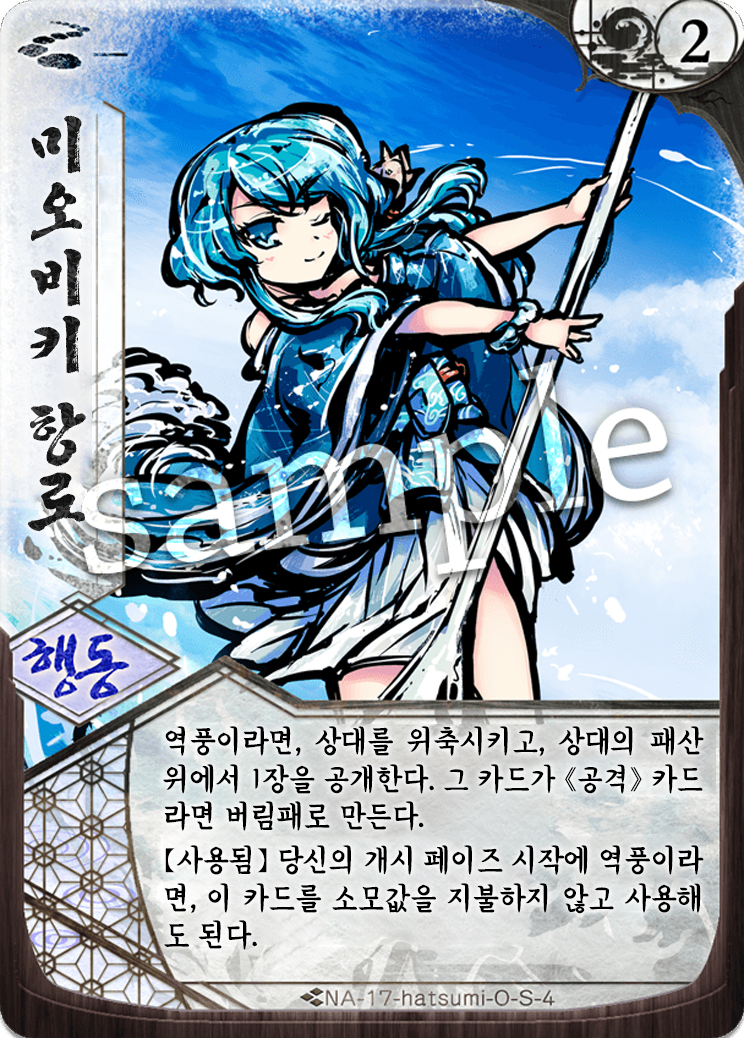 2
미오비키 항로
sample
행동
역풍이라면, 상대를 위축시키고, 상대의 패산
위에서 1장을 공개한다. 그 카드가 《공격》 카드
라면 버림패로 만든다.
【사용됨】 당신의 개시 페이즈 시작에 역풍이라
면, 이 카드를 소모값을 지불하지 않고 사용해
도 된다.
NA-17-hatsumi-O-S-4